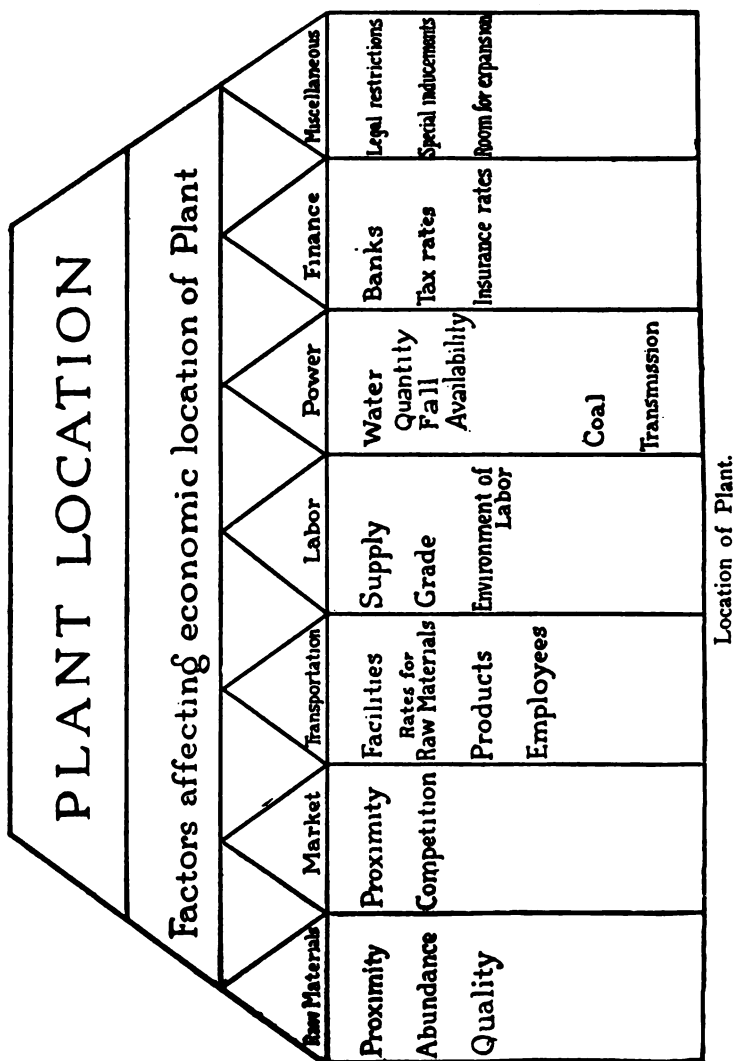 PLANT LOCATION
Factors affecting economic location of Plant
Raw Materials
Proximity
Abundance
Quality
Market
Proximity
Competition
Transportation
Facilities
Rates for
Raw Materials
Products
Employees
Labor
Supply
Grade
Environment of
Labor
Power
Water
Quantity
Fall
Availability
Coal
Transmission
Finance
Banks
Tax rates
Insurance rates
Miscellaneous
Legal restrictions
Special inducements
Room for expansion
Location of Plant.